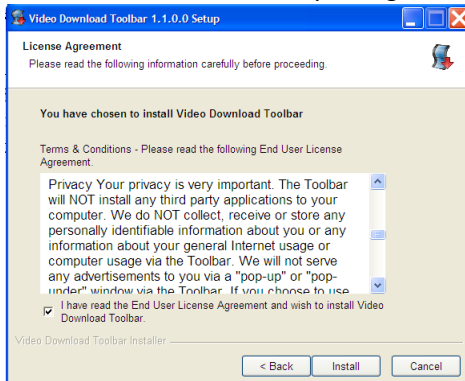 Video Download Toolbar 1.1.0.0 Setup
License Agreement
Please read the following information carefully before proceeding.
You have chosen to install Video Download Toolbar
Terms & Conditions - Please read the following End User License
Agreement.
Privacy Your privacy is very important. The Toolbar
will NOT install any third party applications to your
computer. We do NOT collect, receive or store any
personally identifiable information about you or any
information about your general Internet usage or
computer usage via the Toolbar. We will not serve
any advertisements to you via a "pop-up" or "pop-
under" window via the Toolbar. If you choose to use
I have read the End User License Agreement and wish to install Video
Download Toolbar.
Video Download Toolbar Installer
< Back
Install
Cancel